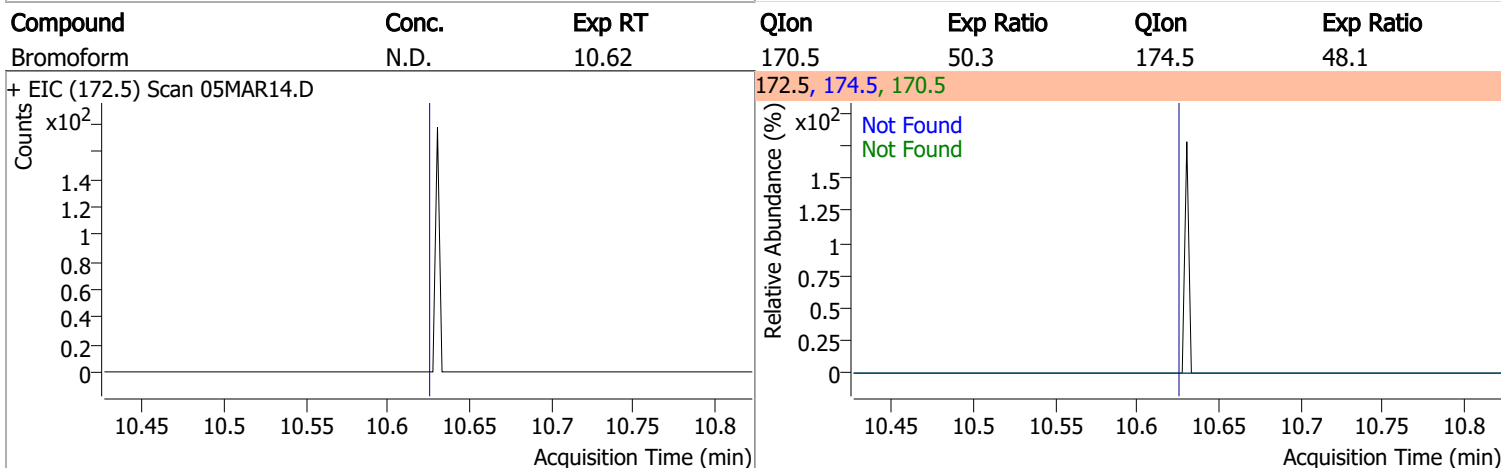 Compound Conc. Exp RT QIon Exp Ratio QIon Exp Ratio
Bromoform N.D. 10.62 170.5 50.3 174.5 48.1
+ EIC (172.5) Scan 05MAR14.D
Counts
x10²
1.4
1.2
1
0.8
0.6
0.4
0.2
0
10.45 10.5 10.55 10.6 10.65 10.7 10.75 10.8
Acquisition Time (min)
172.5, 174.5, 170.5
Relative Abundance (%)
x10²
Not Found
Not Found
1.5
1.25
1
0.75
0.5
0.25
0
10.45 10.5 10.55 10.6 10.65 10.7 10.75 10.8
Acquisition Time (min)